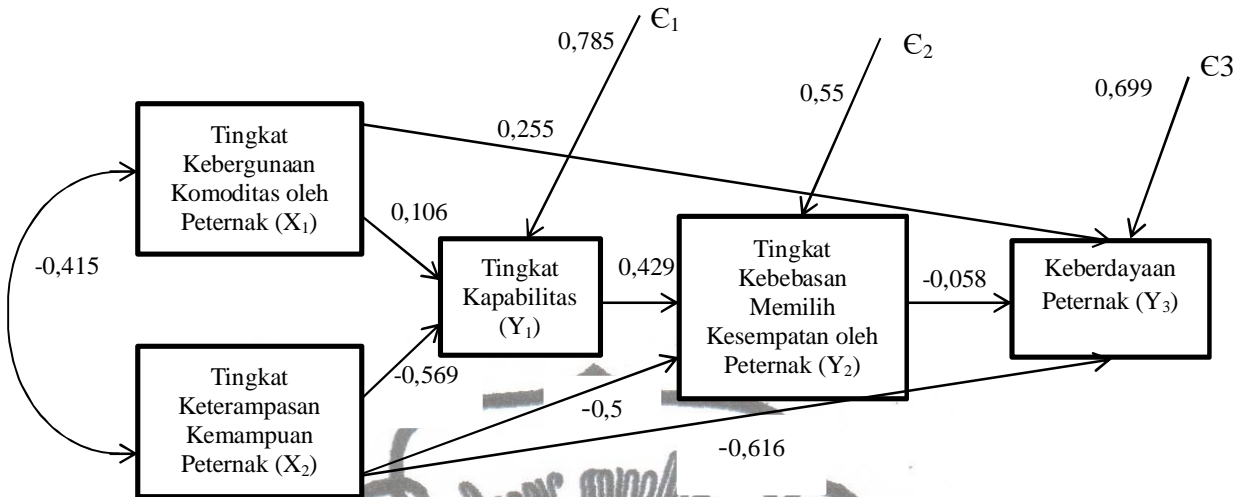 0,785
Є1
Є2
Є3
0,55
0,699
Tingkat
Kebergunaan
Komoditas oleh
Peternak (X1)
0,255
0,106
-0,415
Tingkat
Kapabilitas
(Y1)
0,429
Tingkat
Kebebasan
Memilih
Kesempatan oleh
Peternak (Y2)
-0,058
Keberdayaan
Peternak (Y3)
Tingkat
Keterampasan
Kemampuan
Peternak (X2)
-0,569
-0,5
-0,616